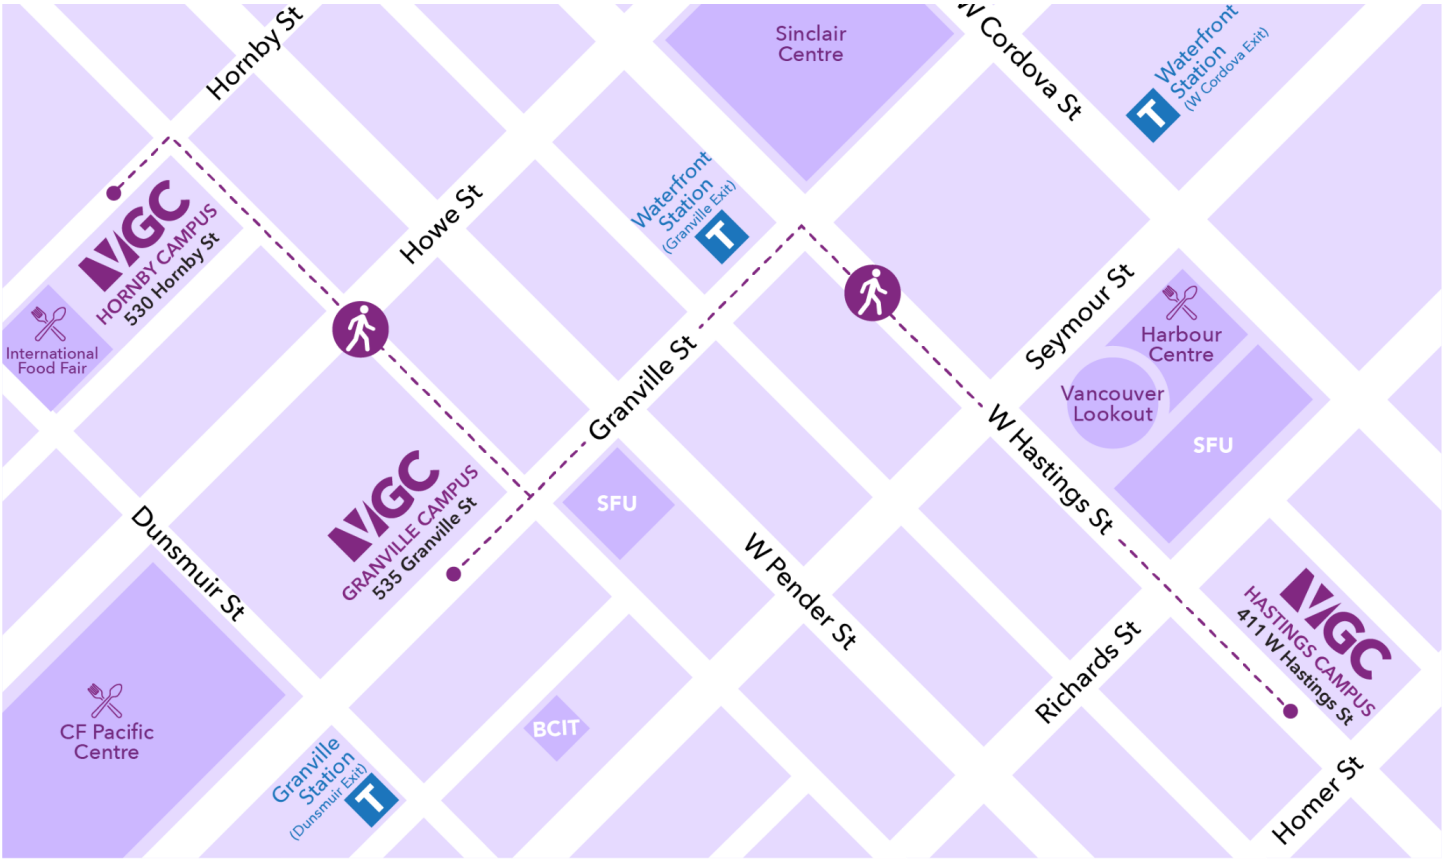 Hornby St
Sinclair
Centre
W Cordova St
Waterfront
Station
(W Cordova Exit)
T
VGC
HORNBY CAMPUS
530 Hornby St
Howe St
Waterfront
Station
(Granville Exit)
T
International
Food Fair
Granville St
Seymour St
Harbour
Centre
Vancouver
Lookout
SFU
W Hastings St
VGC
GRANVILLE CAMPUS
535 Granville St
SFU
Dunsmuir St
W Pender St
VGC
HASTINGS CAMPUS
411 W Hastings St
Richards St
CF Pacific
Centre
BCIT
Granville
Station
(Dunsmuir Exit)
T
Homer St